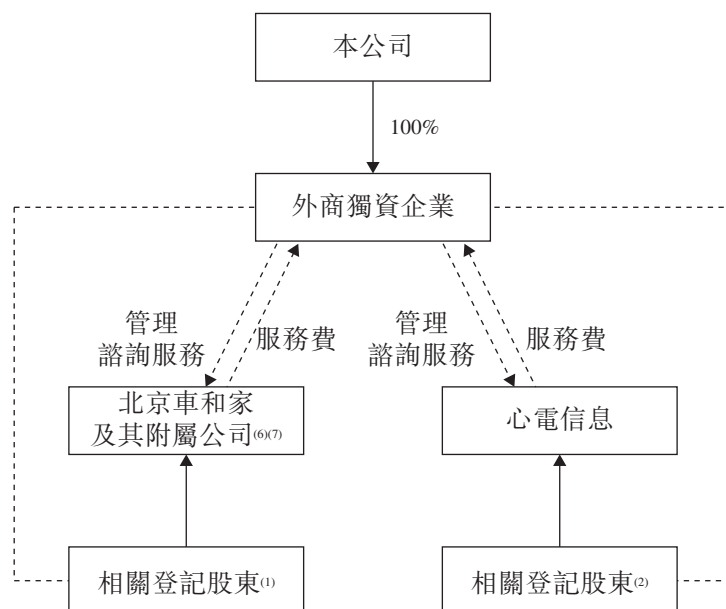 本公司
100%
外商獨資企業
管理
諮詢服務
服務費
管理
諮詢服務
服務費
北京車和家
及其附屬公司(6)(7)
心電信息
相關登記股東(1)
相關登記股東(2)